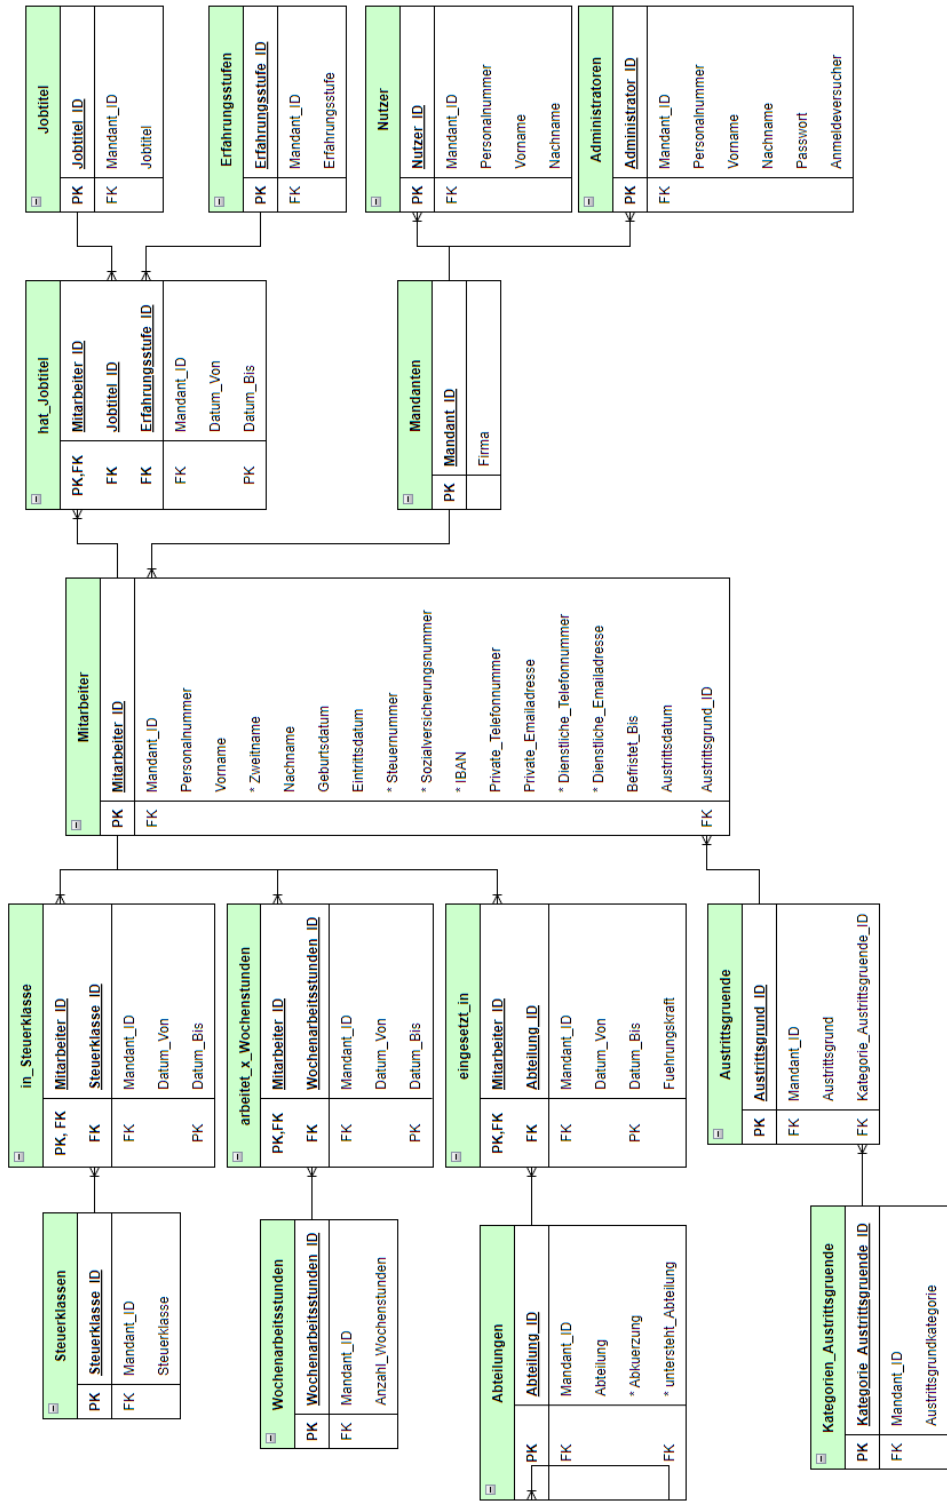 Steuerklassen
PK Steuerklasse_ID
FK Mandant_ID
Steuerklasse
Wochenarbeitsstunden
PK Wochenarbeitsstunden_ID
FK Mandant_ID
Anzahl_Wochenstunden
Abteilungen
PK Abteilung_ID
FK Mandant_ID
Abteilung
* Abkuerzung
FK * untersteht_Abteilung
Kategorien_Austrittsgruende
PK Kategorie_Austrittsgruende_ID
FK Mandant_ID
Austrittsgrundkategorie
in_Steuerklasse
PK, FK Mitarbeiter_ID
FK Steuerklasse_ID
FK Mandant_ID
Datum_Von
PK Datum_Bis
arbeitet_x_Wochenstunden
PK,FK Mitarbeiter_ID
FK Wochenarbeitsstunden_ID
FK Mandant_ID
Datum_Von
PK Datum_Bis
eingesetzt_in
PK,FK Mitarbeiter_ID
FK Abteilung_ID
FK Mandant_ID
Datum_Von
PK Datum_Bis
Fuehrungskraft
Austrittsgruende
PK Austrittsgrund_ID
FK Mandant_ID
Austrittsgrund
FK Kategorie_Austrittsgruende_ID
Mitarbeiter
PK Mitarbeiter_ID
FK Mandant_ID
Personalnummer
Vorname
* Zweitname
Nachname
Geburtsdatum
Eintrittsdatum
* Steuernummer
* Sozialversicherungsnummer
* IBAN
Private_Telefonnummer
Private_Emailadresse
* Dienstliche_Telefonnummer
* Dienstliche_Emailadresse
Befristet_Bis
Austrittsdatum
FK Austrittsgrund_ID
hat_Jobtitel
PK,FK Mitarbeiter_ID
FK Jobtitel_ID
FK Erfahrungsstufe_ID
FK Mandant_ID
Datum_Von
PK Datum_Bis
Mandanten
PK Mandant_ID
Firma
Jobtitel
PK Jobtitel_ID
FK Mandant_ID
Jobtitel
Erfahrungsstufen
PK Erfahrungsstufe_ID
FK Mandant_ID
Erfahrungsstufe
Nutzer
PK Nutzer_ID
FK Mandant_ID
Personalnummer
Vorname
Nachname
Administratoren
PK Administrator_ID
FK Mandant_ID
Personalnummer
Vorname
Nachname
Passwort
Anmeldeversucher